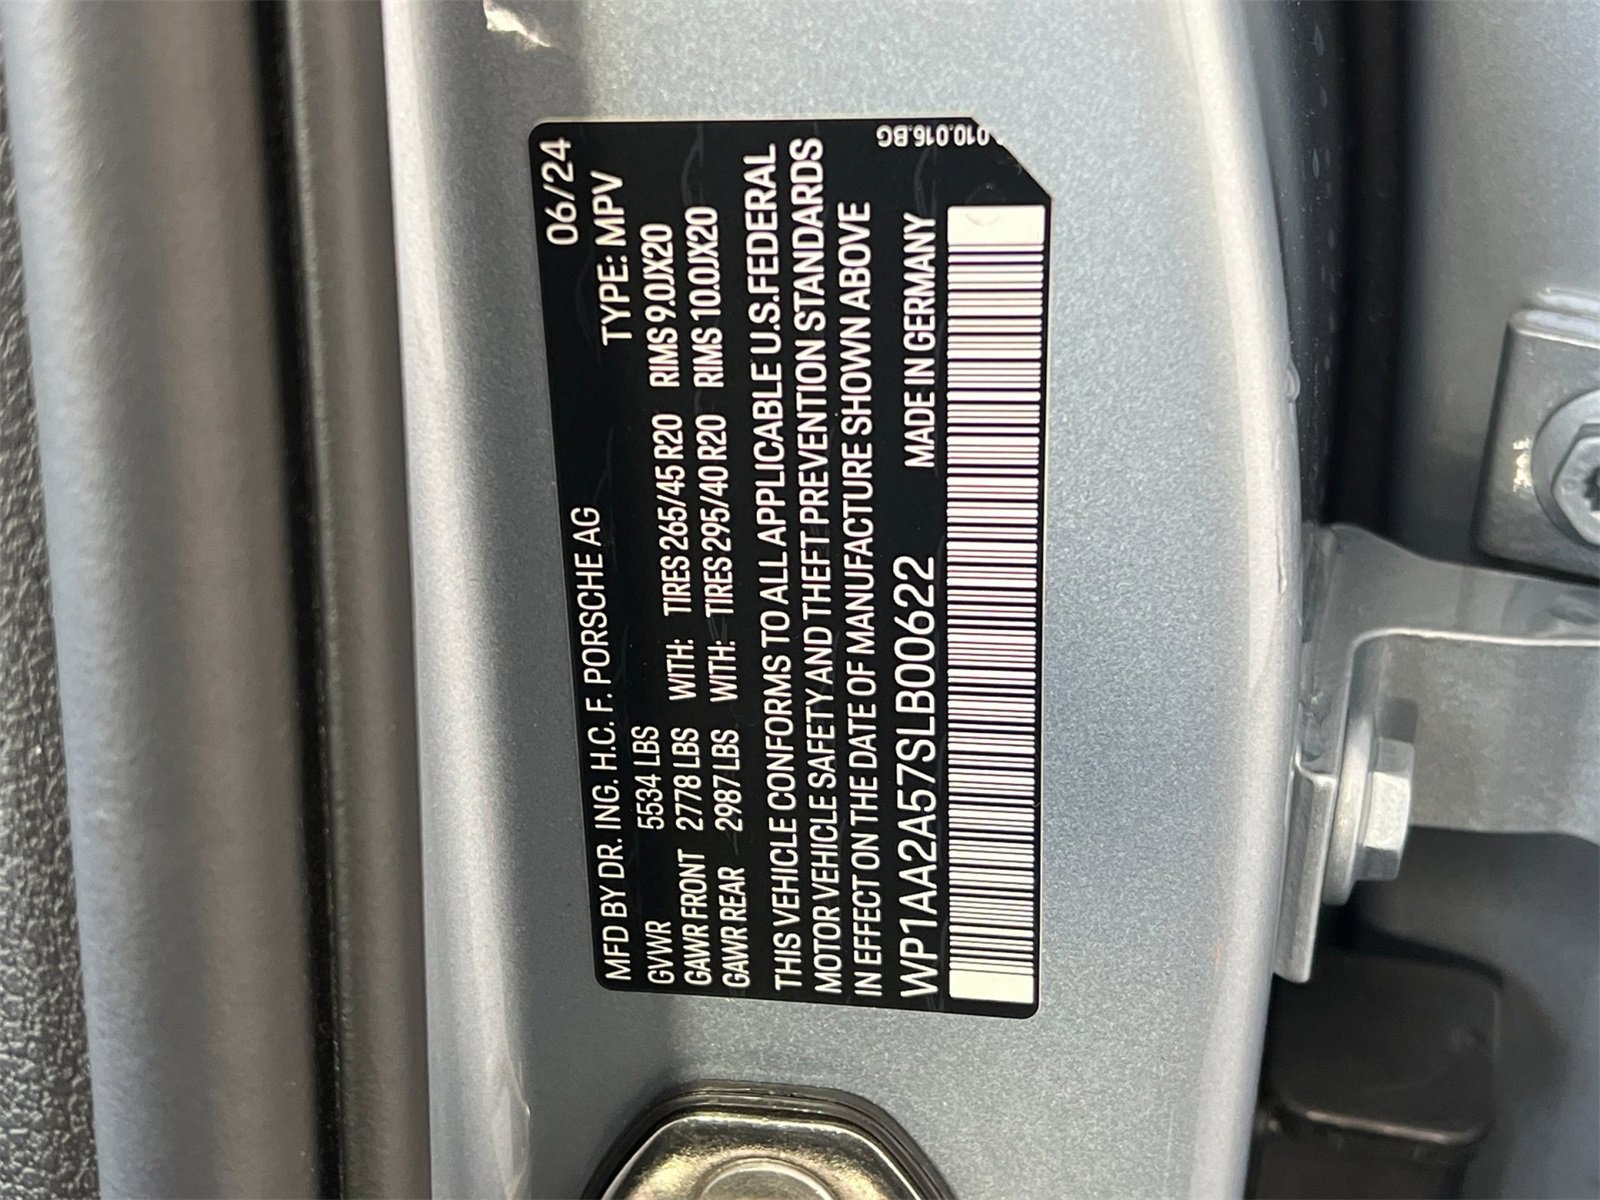 MFD BY DR. ING. H.C. F. PORSCHE AG 06/24
GVWR 5534 LBS TYPE: MPV
GAWR FRONT 2778 LBS WITH: TIRES 265/45 R20 RIMS 9.0JX20
GAWR REAR 2987 LBS WITH: TIRES 295/40 R20 RIMS 10.0JX20
THIS VEHICLE CONFORMS TO ALL APPLICABLE U.S.FEDERAL
MOTOR VEHICLE SAFETY AND THEFT PREVENTION STANDARDS
IN EFFECT ON THE DATE OF MANUFACTURE SHOWN ABOVE
WP1AA2A57SLB00622 MADE IN GERMANY
.010.016.BG